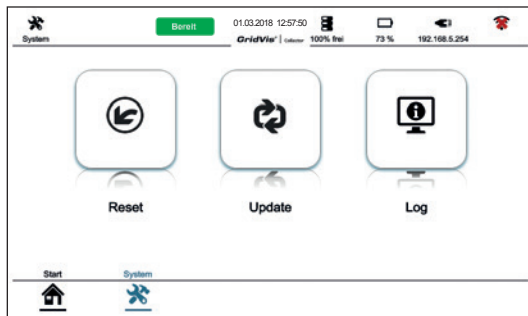 System
Bereit
01.03.2018 12:57:50
GridVis® | Collector
100% frei
73 %
192.168.5.254
Reset
Update
Log
Start
System